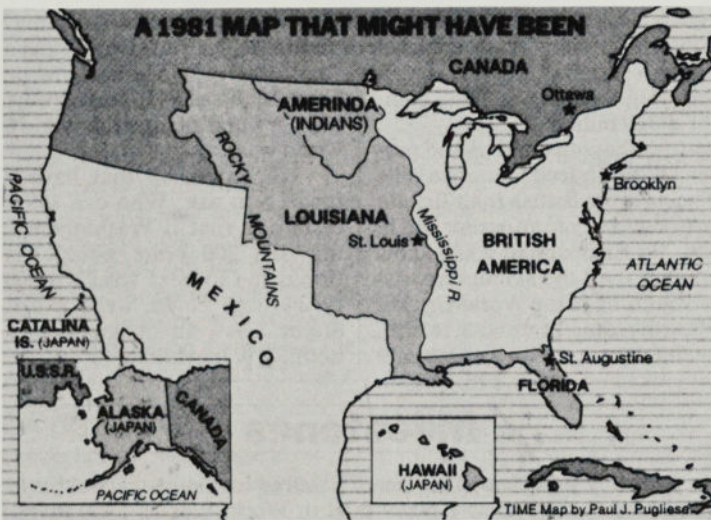 A 1981 MAP THAT MIGHT HAVE BEEN
CANADA
Ottawa
AMERINDA
(INDIANS)
ROCKY
MOUNTAINS
PACIFIC OCEAN
LOUISIANA
St. Louis
Mississippi R.
BRITISH
AMERICA
Brooklyn
ATLANTIC
OCEAN
MEXICO
CATALINA
IS. (JAPAN)
St. Augustine
FLORIDA
U.S.S.R.
ALASKA
(JAPAN)
CANADA
PACIFIC OCEAN
HAWAII
(JAPAN)
TIME Map by Paul J. Pugliese